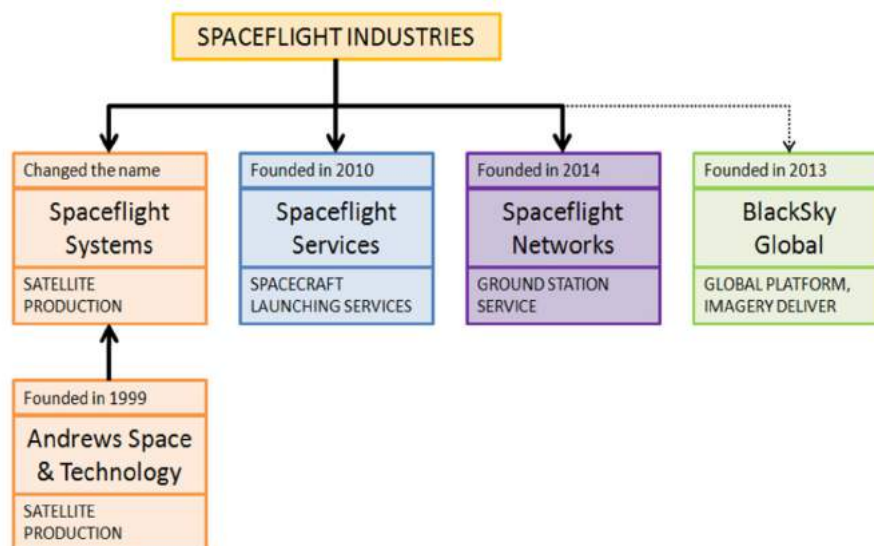 SPACEFLIGHT INDUSTRIES
Changed the name
Spaceflight
Systems
SATELLITE
PRODUCTION
Founded in 2010
Spaceflight
Services
SPACECRAFT
LAUNCHING SERVICES
Founded in 2014
Spaceflight
Networks
GROUND STATION
SERVICE
Founded in 2013
BlackSky
Global
GLOBAL PLATFORM,
IMAGERY DELIVER
Founded in 1999
Andrews Space
& Technology
SATELLITE
PRODUCTION